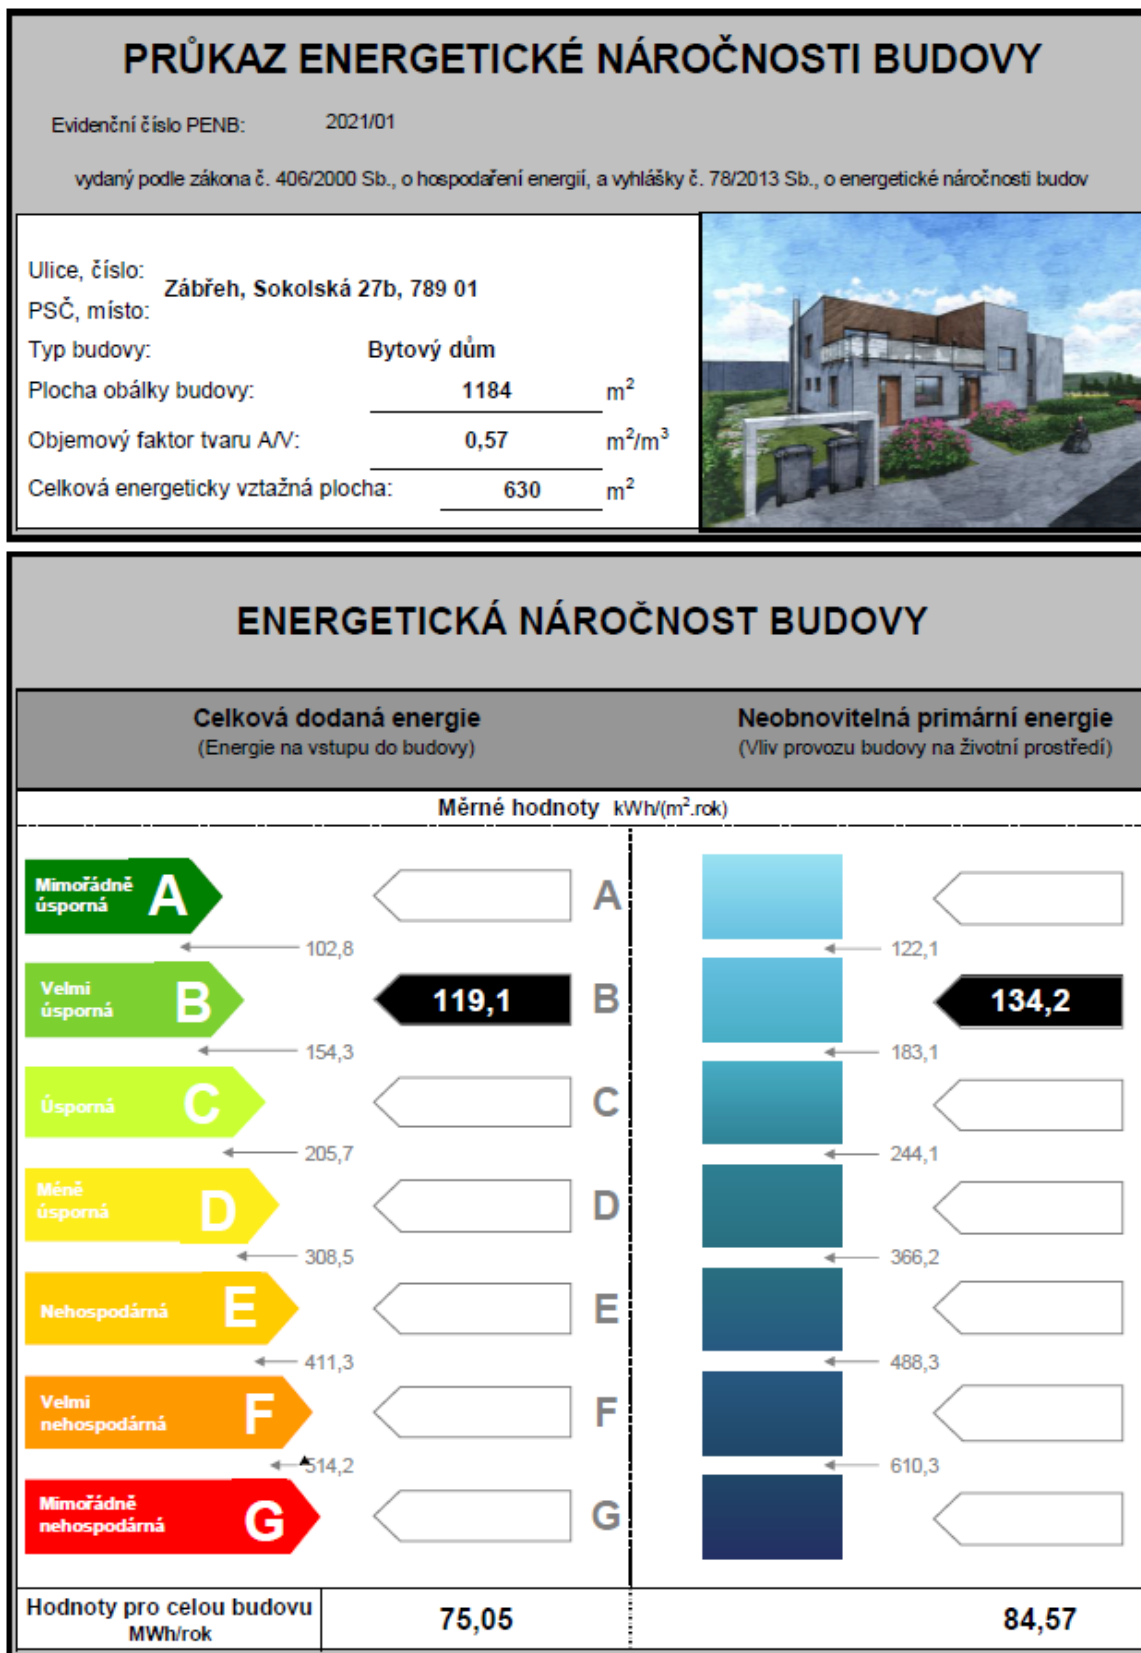 PRŮKAZ ENERGETICKÉ NÁROČNOSTI BUDOVY
Evidenční číslo PENB: 2021/01
vydaný podle zákona č. 406/2000 Sb., o hospodaření energií, a vyhlášky č. 78/2013 Sb., o energetické náročnosti budov
Ulice, číslo:
Zábřeh, Sokolská 27b, 789 01
PSČ, místo:
Typ budovy: Bytový dům
Plocha obálky budovy: 1184 m²
Objemový faktor tvaru A/V: 0,57 m²/m³
Celková energeticky vztažná plocha: 630 m²
ENERGETICKÁ NÁROČNOST BUDOVY
Celková dodaná energie
(Energie na vstupu do budovy)
Neobnovitelná primární energie
(Vliv provozu budovy na životní prostředí)
Měrné hodnoty kWh/(m².rok)
Mimořádně
úsporná
A A
102,8 122,1
Velmi
úsporná
B 119,1 B 134,2
154,3 183,1
Úsporná C C
205,7 244,1
Méně
úsporná
D D
308,5 366,2
Nehospodárná E E
411,3 488,3
Velmi
nehospodárná
F F
514,2 610,3
Mimořádně
nehospodárná
G G
Hodnoty pro celou budovu
MWh/rok
75,05 84,57